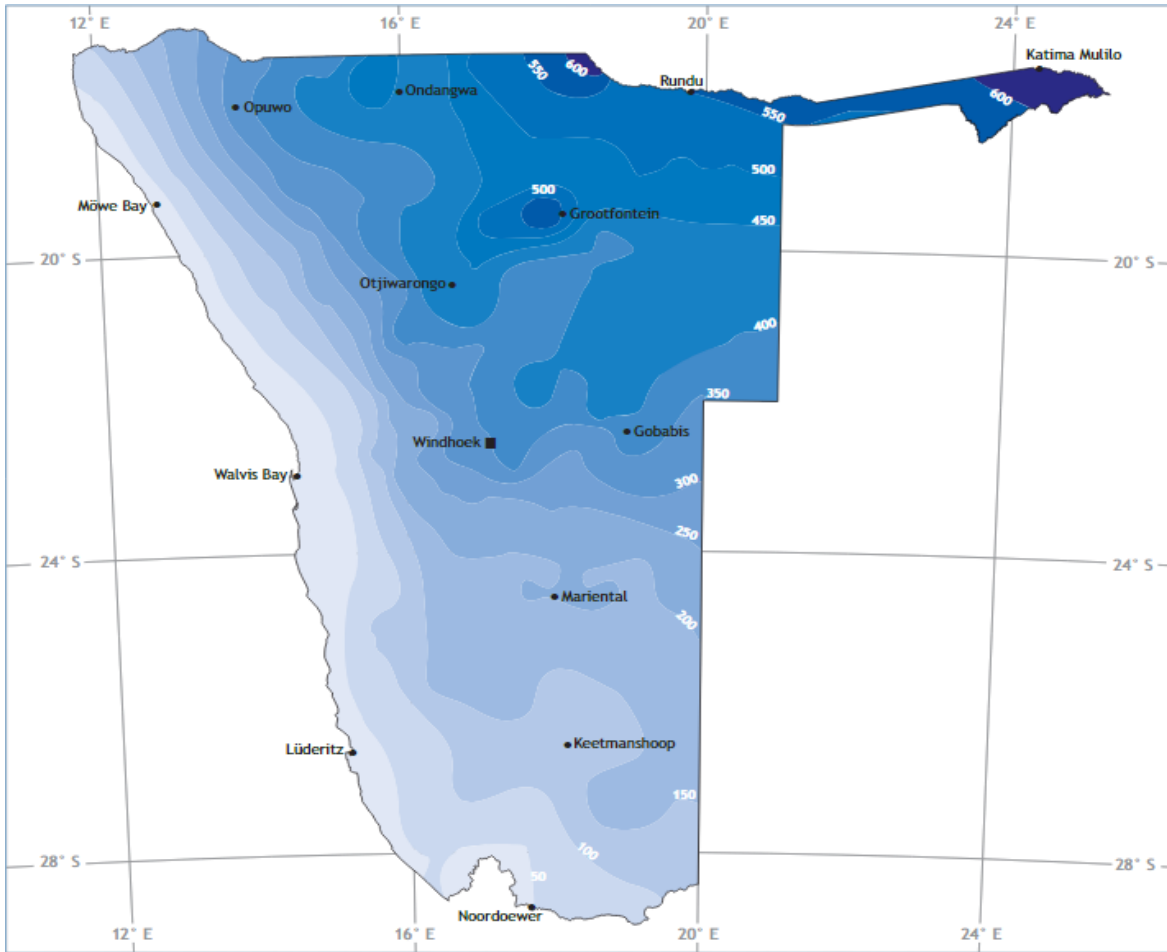 12° E
16° E
20° E
24° E
Katima Mulilo
550
600
Rundu
Ondangwa
Opuwo
600
550
500
500
Möwe Bay
Grootfontein
450
20° S
20° S
Otjiwarongo
400
350
Windhoek
Gobabis
Walvis Bay
300
250
24° S
24° S
Mariental
200
Lüderitz
Keetmanshoop
150
100
28° S
28° S
50
Noordoewer
12° E
16° E
20° E
24° E